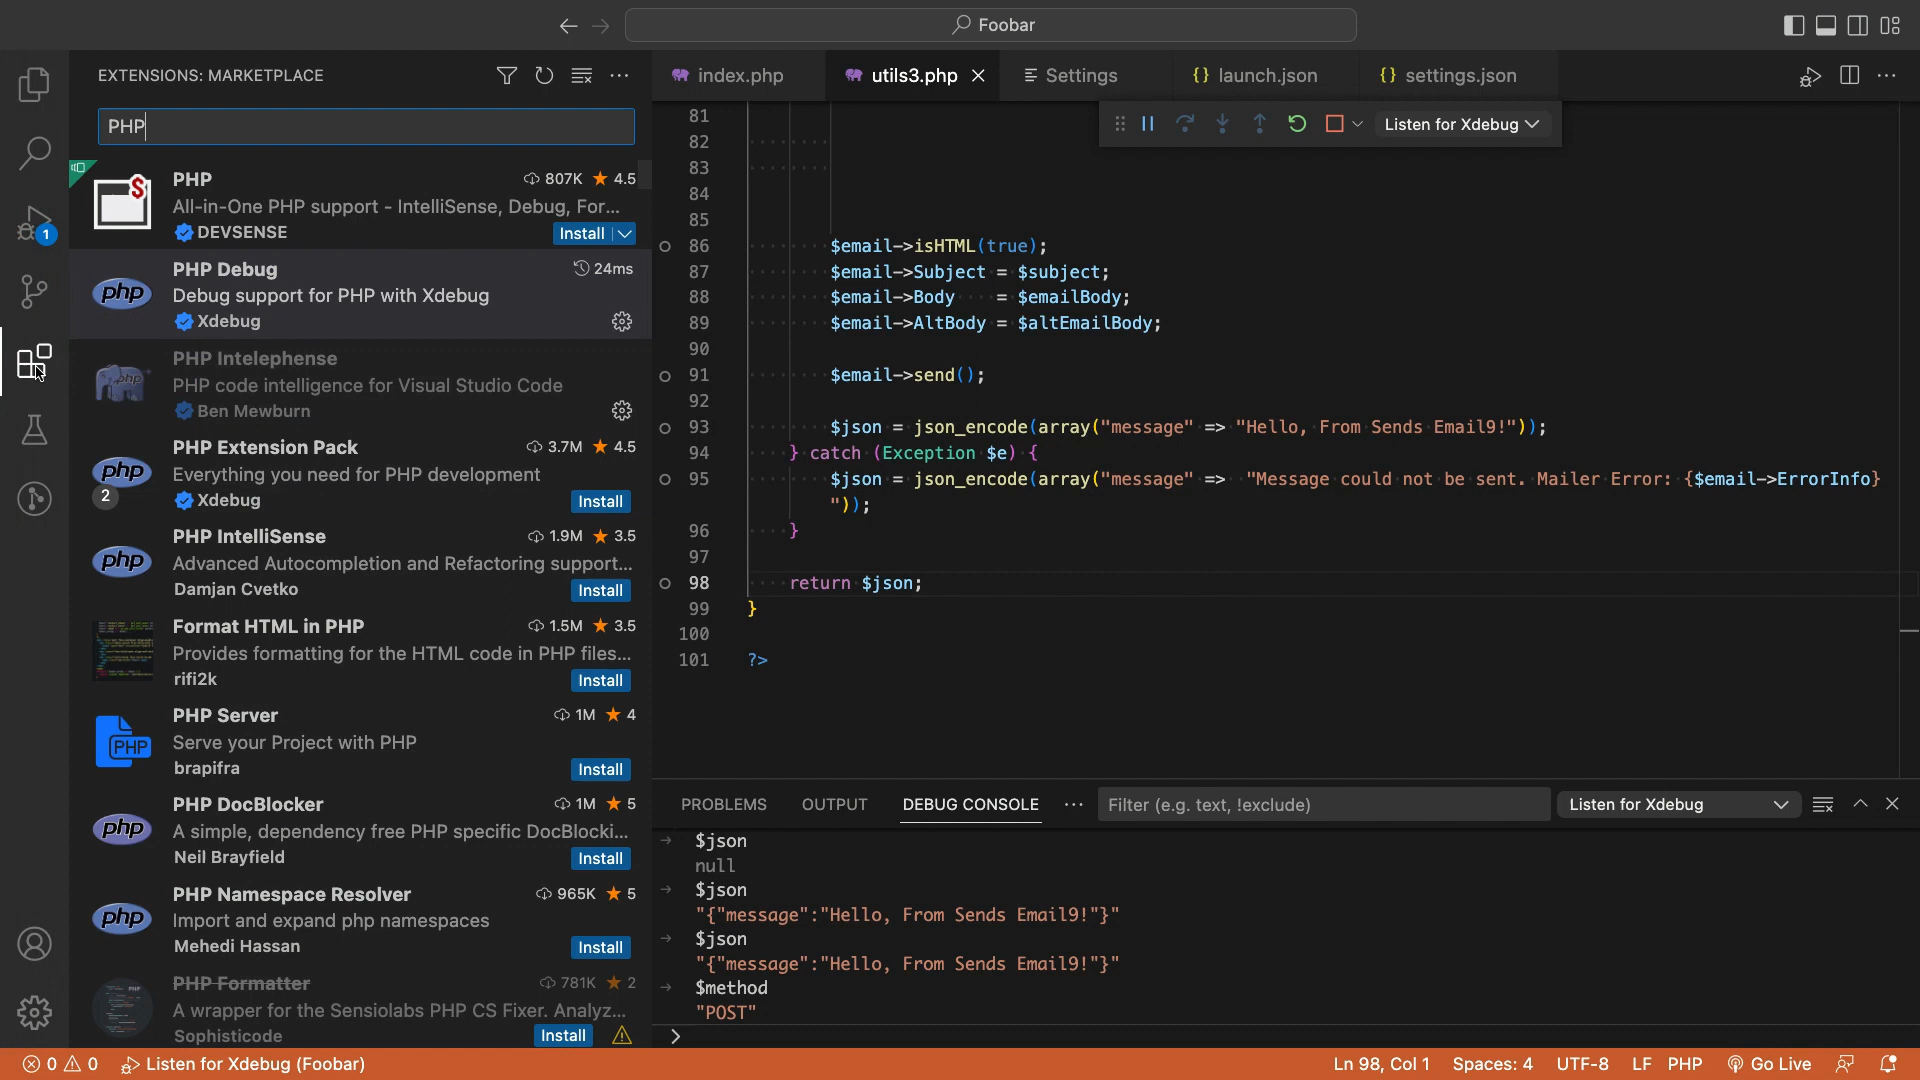 Foobar
EXTENSIONS: MARKETPLACE
PHP
PHP 807K 4.5
All-in-One PHP support - IntelliSense, Debug, For...
DEVSENSE Install
PHP Debug 24ms
Debug support for PHP with Xdebug
Xdebug
PHP Intelephense
PHP code intelligence for Visual Studio Code
Ben Mewburn
PHP Extension Pack 3.7M 4.5
Everything you need for PHP development
2 Xdebug Install
PHP IntelliSense 1.9M 3.5
Advanced Autocompletion and Refactoring support...
Damjan Cvetko Install
Format HTML in PHP 1.5M 3.5
Provides formatting for the HTML code in PHP files...
rifi2k Install
PHP Server 1M 4
Serve your Project with PHP
brapifra Install
PHP DocBlocker 1M 5
A simple, dependency free PHP specific DocBlocki...
Neil Brayfield Install
PHP Namespace Resolver 965K 5
Import and expand php namespaces
Mehedi Hassan Install
PHP Formatter 781K 2
A wrapper for the Sensiolabs PHP CS Fixer. Analyz...
Sophisticode Install
1
php
php
php
php
PHP
php
php
index.php utils3.php Settings {} launch.json {} settings.json
Listen for Xdebug
81
82
83
84
85
86 $email->isHTML(true);
87 $email->Subject = $subject;
88 $email->Body = $emailBody;
89 $email->AltBody = $altEmailBody;
90
91 $email->send();
92
93 $json = json_encode(array("message" => "Hello, From Sends Email9!"));
94 } catch (Exception $e) {
95 $json = json_encode(array("message" => "Message could not be sent. Mailer Error: {$email->ErrorInfo}
"));
96 }
97
98 return $json;
99 }
100
101 ?>
PROBLEMS OUTPUT DEBUG CONSOLE ··· Filter (e.g. text, !exclude) Listen for Xdebug
$json
null
$json
"{"message":"Hello, From Sends Email9!"}"
$json
"{"message":"Hello, From Sends Email9!"}"
$method
"POST"
0 0 Listen for Xdebug (Foobar) Ln 98, Col 1 Spaces: 4 UTF-8 LF PHP Go Live